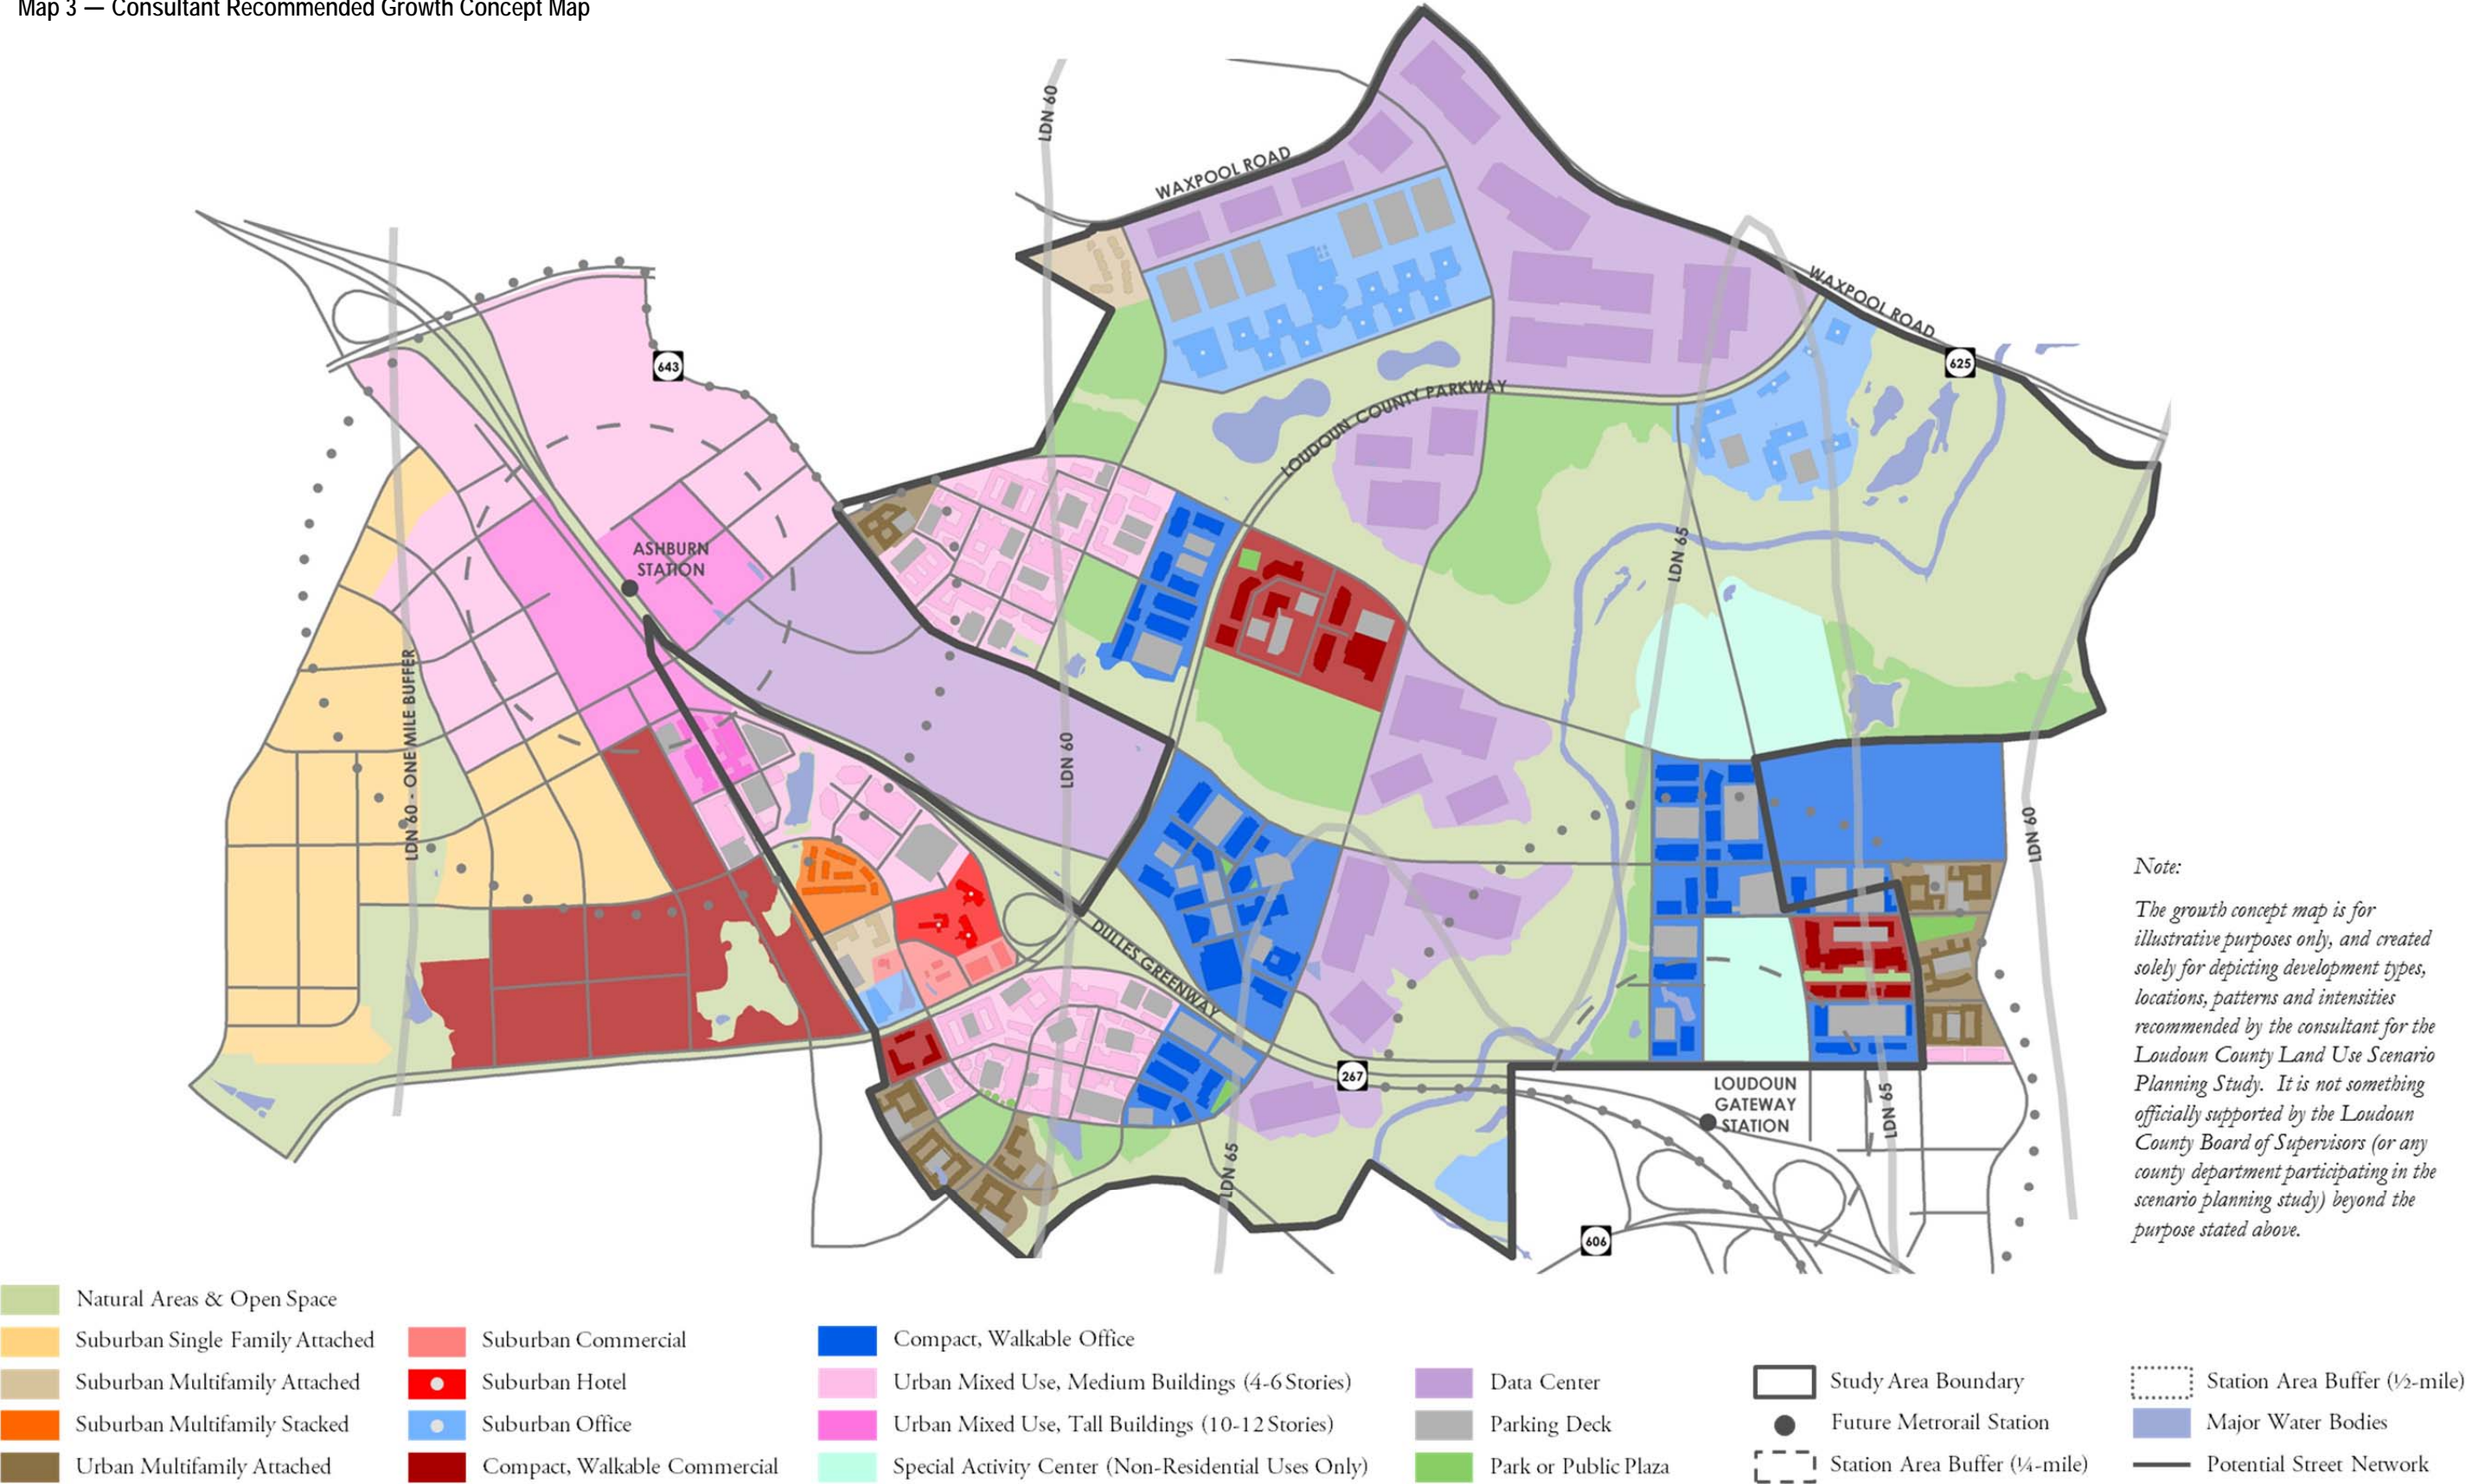 Map 3 — Consultant Recommended Growth Concept Map
LDN 60
WAXPOOL ROAD
WAXPOOL ROAD
643
625
LOUDOUN COUNTY PARKWAY
ASHBURN
STATION
LDN 65
LDN 60 - ONE MILE BUFFER
LDN 60
LDN 60
DULLES GREENWAY
267
LOUDOUN
GATEWAY
STATION
LDN 65
LDN 65
606
Note:
The growth concept map is for
illustrative purposes only, and created
solely for depicting development types,
locations, patterns and intensities
recommended by the consultant for the
Loudoun County Land Use Scenario
Planning Study. It is not something
officially supported by the Loudoun
County Board of Supervisors (or any
county department participating in the
scenario planning study) beyond the
purpose stated above.
Natural Areas & Open Space
Suburban Single Family Attached
Suburban Multifamily Attached
Suburban Multifamily Stacked
Urban Multifamily Attached
Suburban Commercial
Suburban Hotel
Suburban Office
Compact, Walkable Commercial
Compact, Walkable Office
Urban Mixed Use, Medium Buildings (4-6 Stories)
Urban Mixed Use, Tall Buildings (10-12 Stories)
Special Activity Center (Non-Residential Uses Only)
Data Center
Parking Deck
Park or Public Plaza
Study Area Boundary
Future Metrorail Station
Station Area Buffer (¼-mile)
Station Area Buffer (½-mile)
Major Water Bodies
Potential Street Network